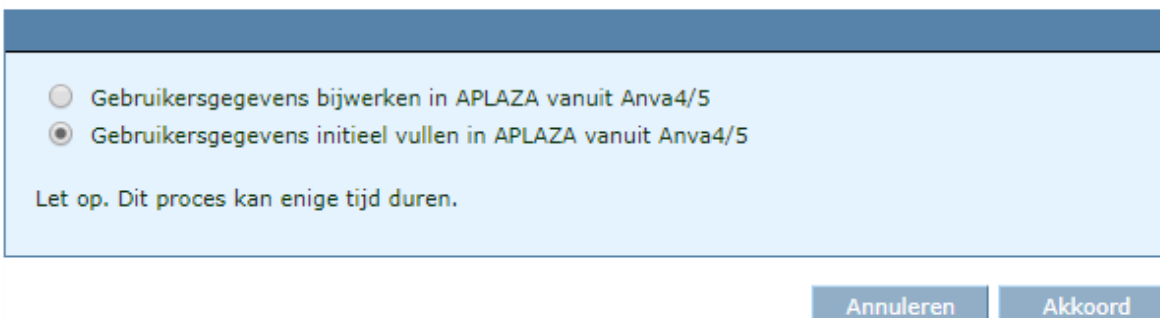 Gebruikersgegevens bijwerken in APLAZA vanuit Anva4/5
Gebruikersgegevens initieel vullen in APLAZA vanuit Anva4/5
Let op. Dit proces kan enige tijd duren.
Annuleren Akkoord